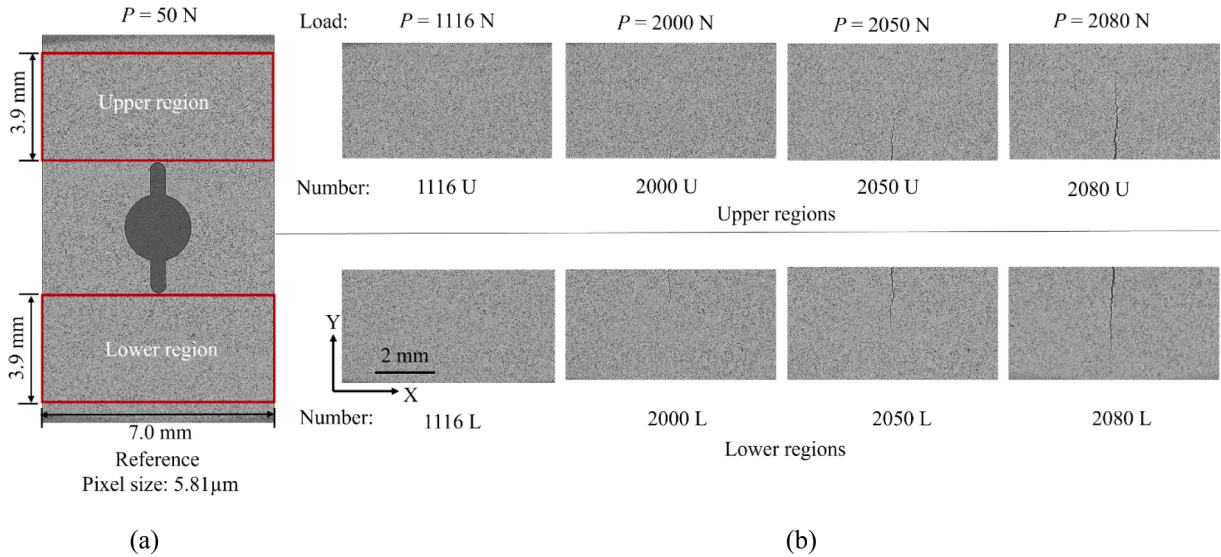 P = 50 N
3.9 mm
Upper region
3.9 mm
Lower region
7.0 mm
Reference
Pixel size: 5.81μm
(a)
Load: P = 1116 N P = 2000 N P = 2050 N P = 2080 N
Number: 1116 U 2000 U 2050 U 2080 U
Upper regions
Y
2 mm
X
Number: 1116 L 2000 L 2050 L 2080 L
Lower regions
(b)